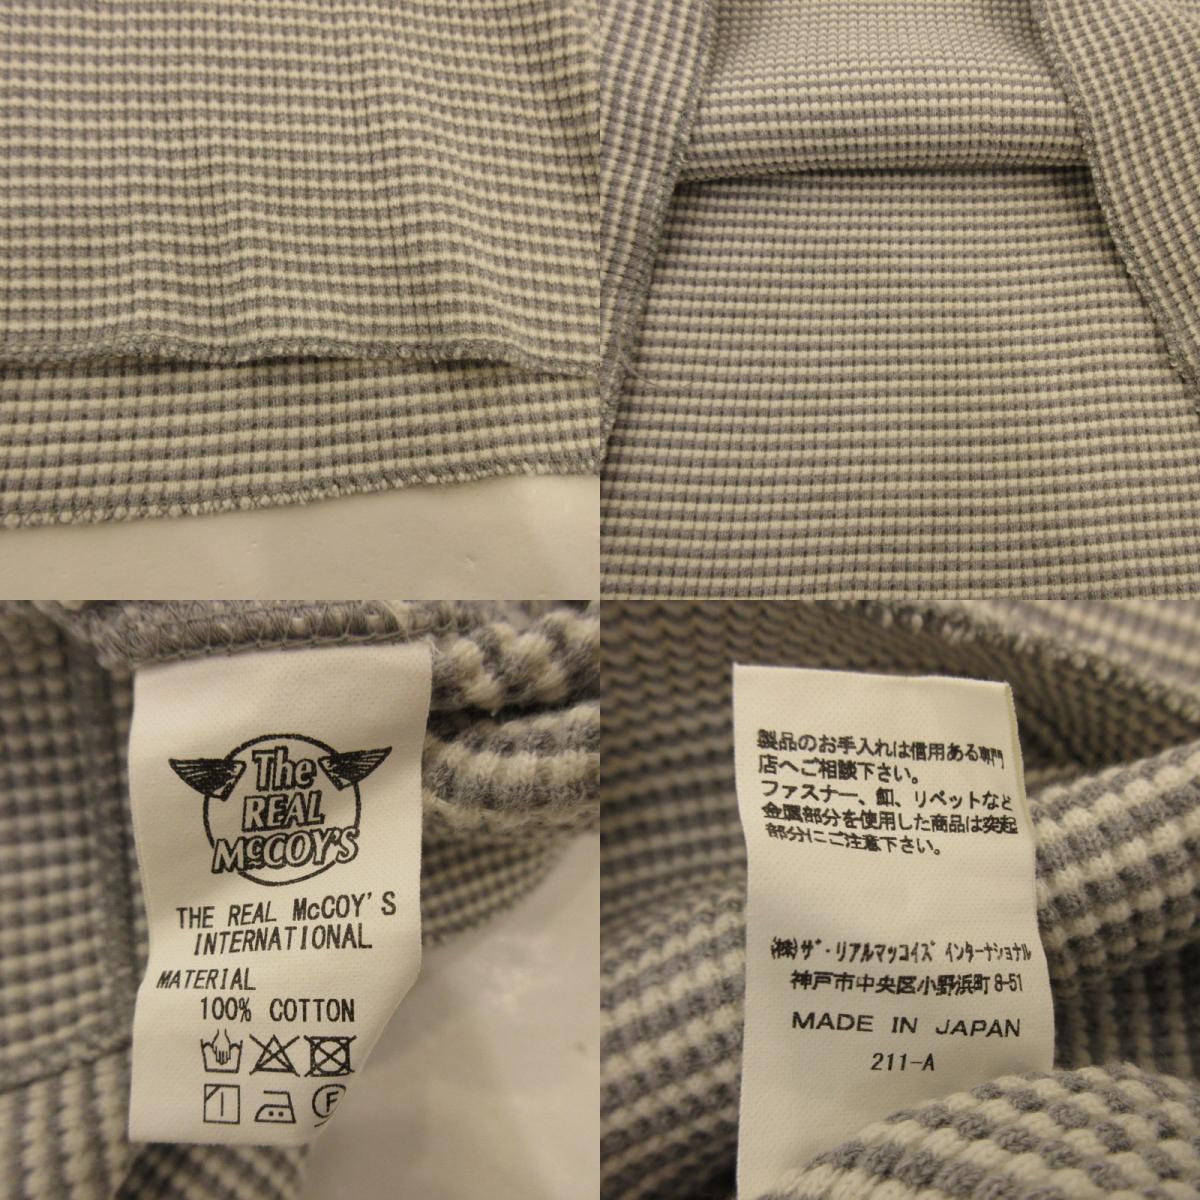 The
REAL
McCOY'S
THE REAL McCOY'S
INTERNATIONAL
MATERIAL
100% COTTON
F
製品のお手入れは信用ある専門
店へご相談下さい。
ファスナー、釦、リベットなど
金属部分を使用した商品は突起
部分にご注意下さい。
(株)ザ・リアルマッコイズ インターナショナル
神戸市中央区小野浜町8-51
MADE IN JAPAN
211-A